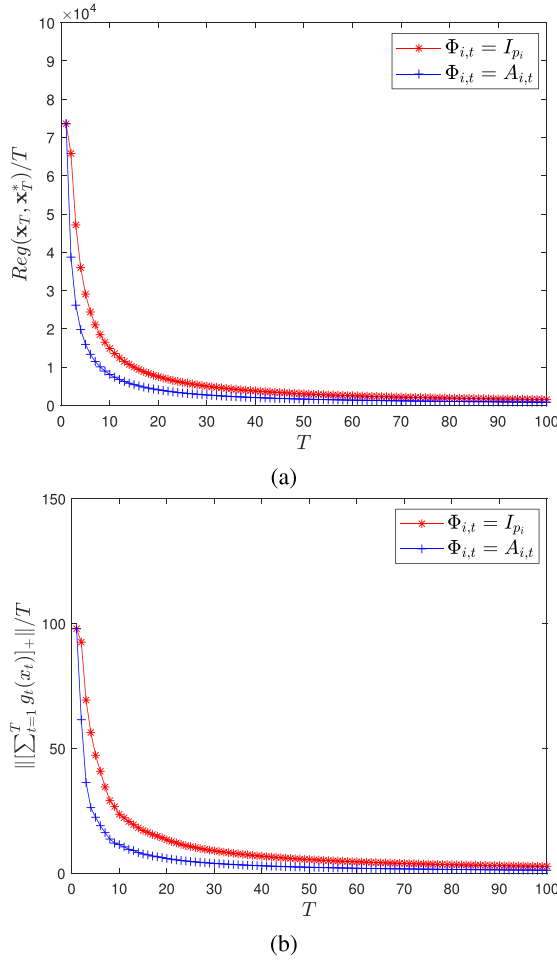 ×10⁴
10
9
8
7
6
5
4
3
2
1
0
Reg(𝐱_T, 𝐱*_T)/T
Φ_{i,t} = I_{p_i}
Φ_{i,t} = A_{i,t}
0 10 20 30 40 50 60 70 80 90 100
T
(a)
150
100
50
0
‖[∑_{t=1}^{T} g_t(x_t)]_+‖/T
Φ_{i,t} = I_{p_i}
Φ_{i,t} = A_{i,t}
0 10 20 30 40 50 60 70 80 90 100
T
(b)